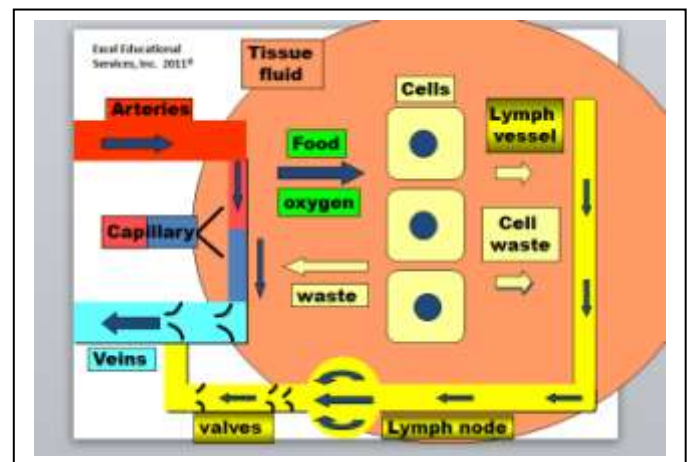 Excel Educational
Services, Inc. 2011©
Tissue
fluid
Cells
Arteries
Lymph
vessel
Food
oxygen
Capillary
Cell
waste
waste
Veins
valves
Lymph node